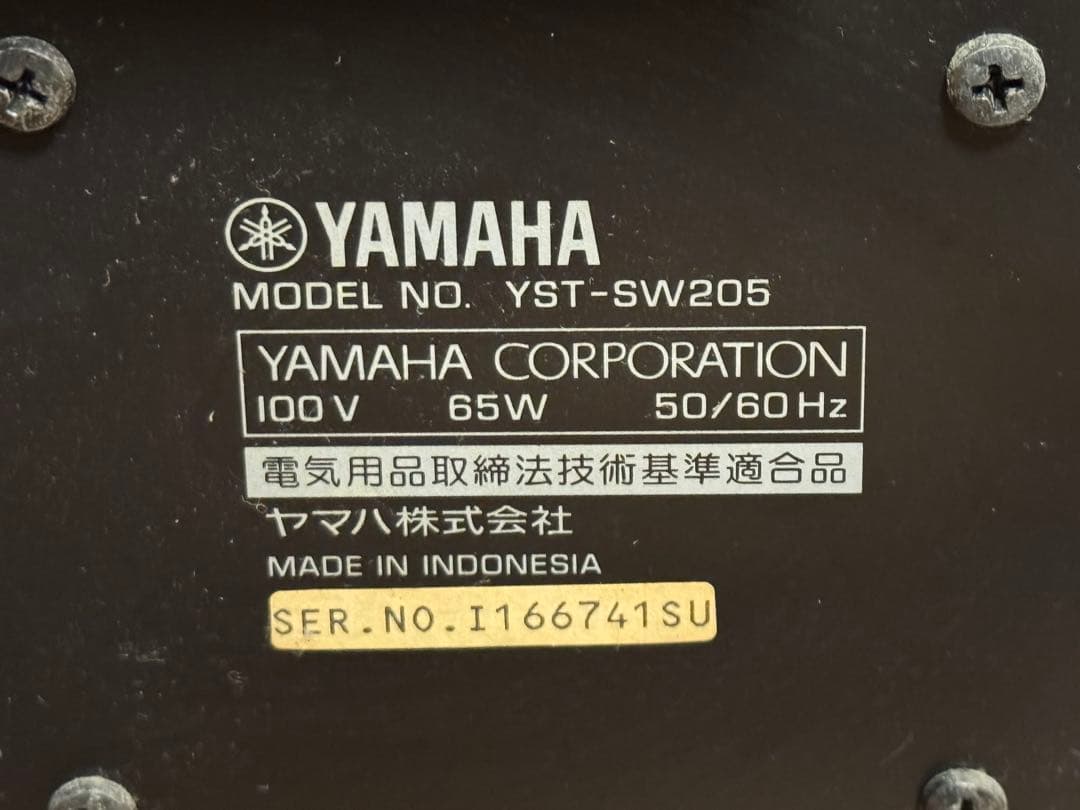 YAMAHA
MODEL NO. YST-SW205
YAMAHA CORPORATION
100V 65W 50/60Hz
電気用品取締法技術基準適合品
ヤマハ株式会社
MADE IN INDONESIA
SER.NO.I166741SU